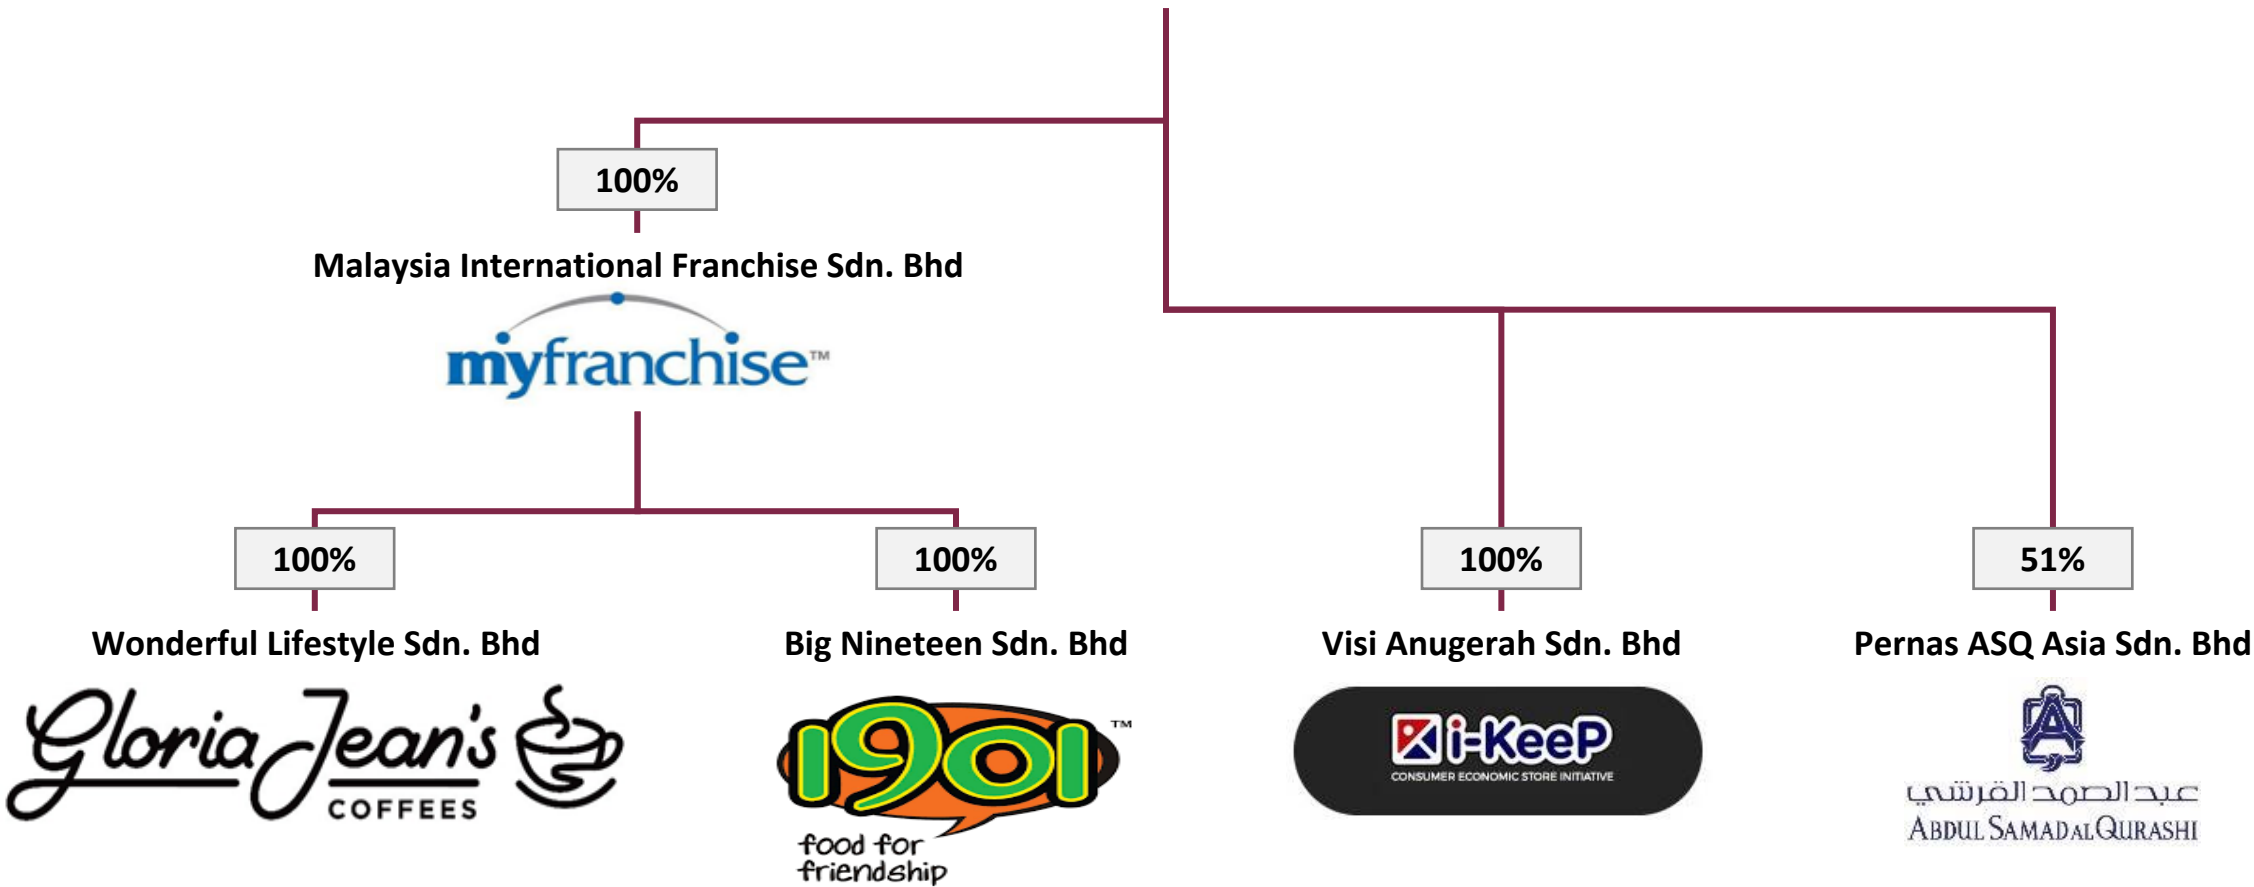 100%
Malaysia International Franchise Sdn. Bhd
myfranchise™
100%
100%
100%
51%
Wonderful Lifestyle Sdn. Bhd
Big Nineteen Sdn. Bhd
Visi Anugerah Sdn. Bhd
Pernas ASQ Asia Sdn. Bhd
Gloria Jean's
COFFEES
1901™
food for
friendship
i-KeeP
CONSUMER ECONOMIC STORE INITIATIVE
عبد الصمد القرشي
ABDUL SAMAD AL QURASHI